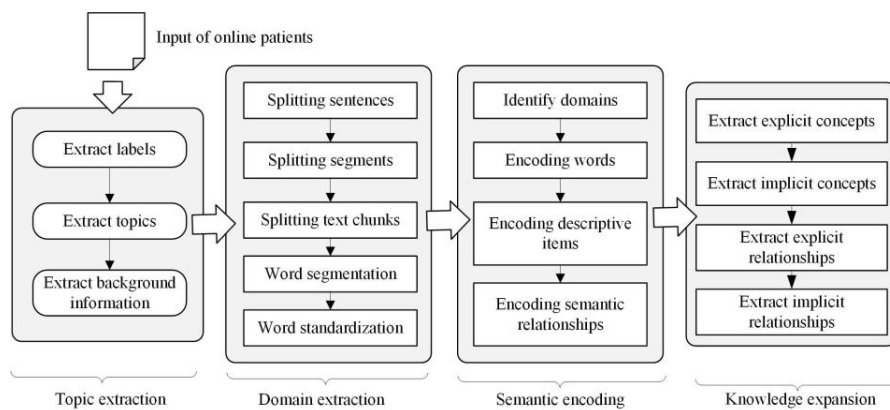 Input of online patients
Extract labels
Extract topics
Extract background
information
Topic extraction
Splitting sentences
Splitting segments
Splitting text chunks
Word segmentation
Word standardization
Domain extraction
Identify domains
Encoding words
Encoding descriptive
items
Encoding semantic
relationships
Semantic encoding
Extract explicit concepts
Extract implicit concepts
Extract explicit
relationships
Extract implicit
relationships
Knowledge expansion